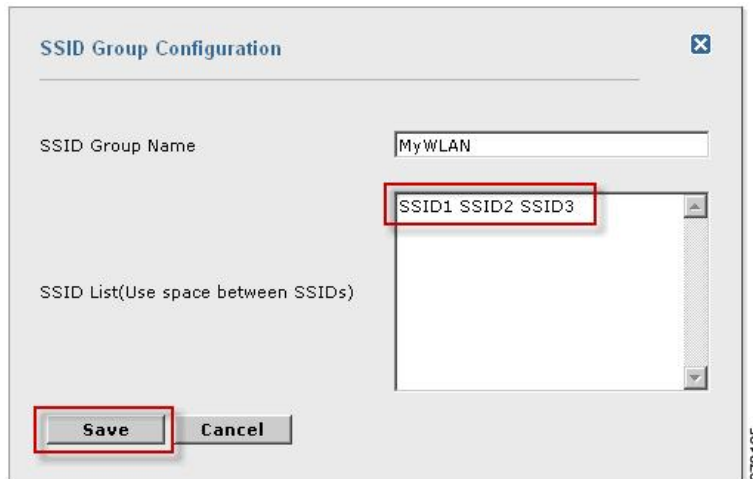 SSID Group Configuration
SSID Group Name
MyWLAN
SSID1 SSID2 SSID3
SSID List(Use space between SSIDs)
Save
Cancel